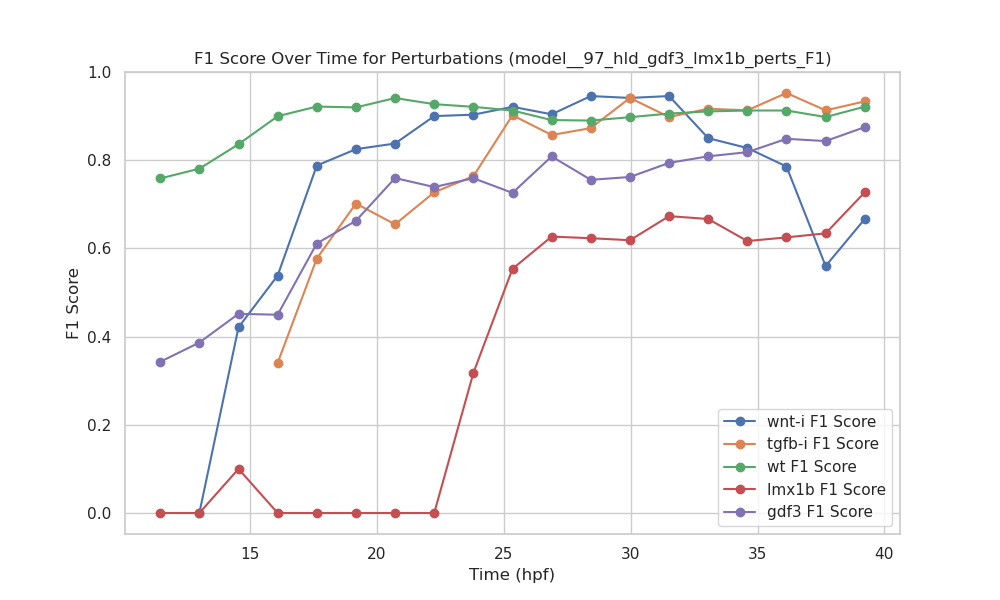 F1 Score Over Time for Perturbations (model__97_hld_gdf3_lmx1b_perts_F1)
1.0
0.8
0.6
0.4
0.2
0.0
F1 Score
15
20
25
30
35
40
Time (hpf)
wnt-i F1 Score
tgfb-i F1 Score
wt F1 Score
lmx1b F1 Score
gdf3 F1 Score